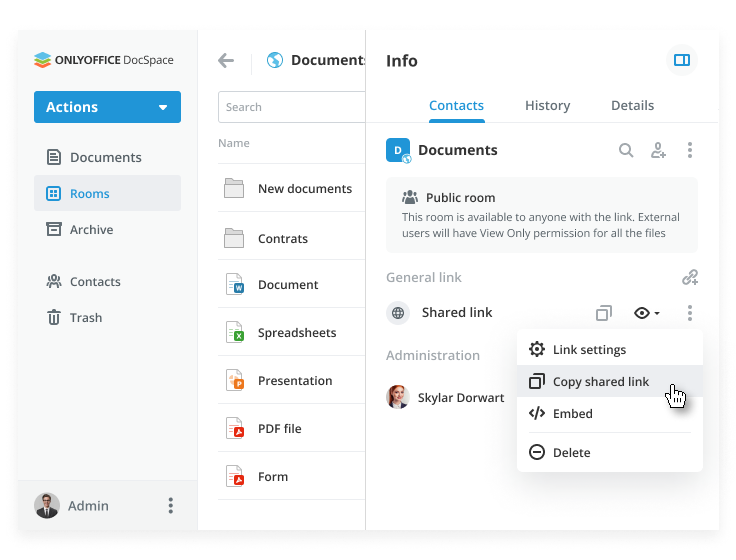 ONLYOFFICE DocSpace
Actions
Documents
Rooms
Archive
Contacts
Trash
Admin
Documents
Search
Name
New documents
Contrats
Document
Spreadsheets
Presentation
PDF file
Form
Info
Contacts History Details
D Documents
Public room
This room is available to anyone with the link. External
users will have View Only permission for all the files
General link
Shared link
Administration
Skylar Dorwart
Link settings
Copy shared link
Embed
Delete